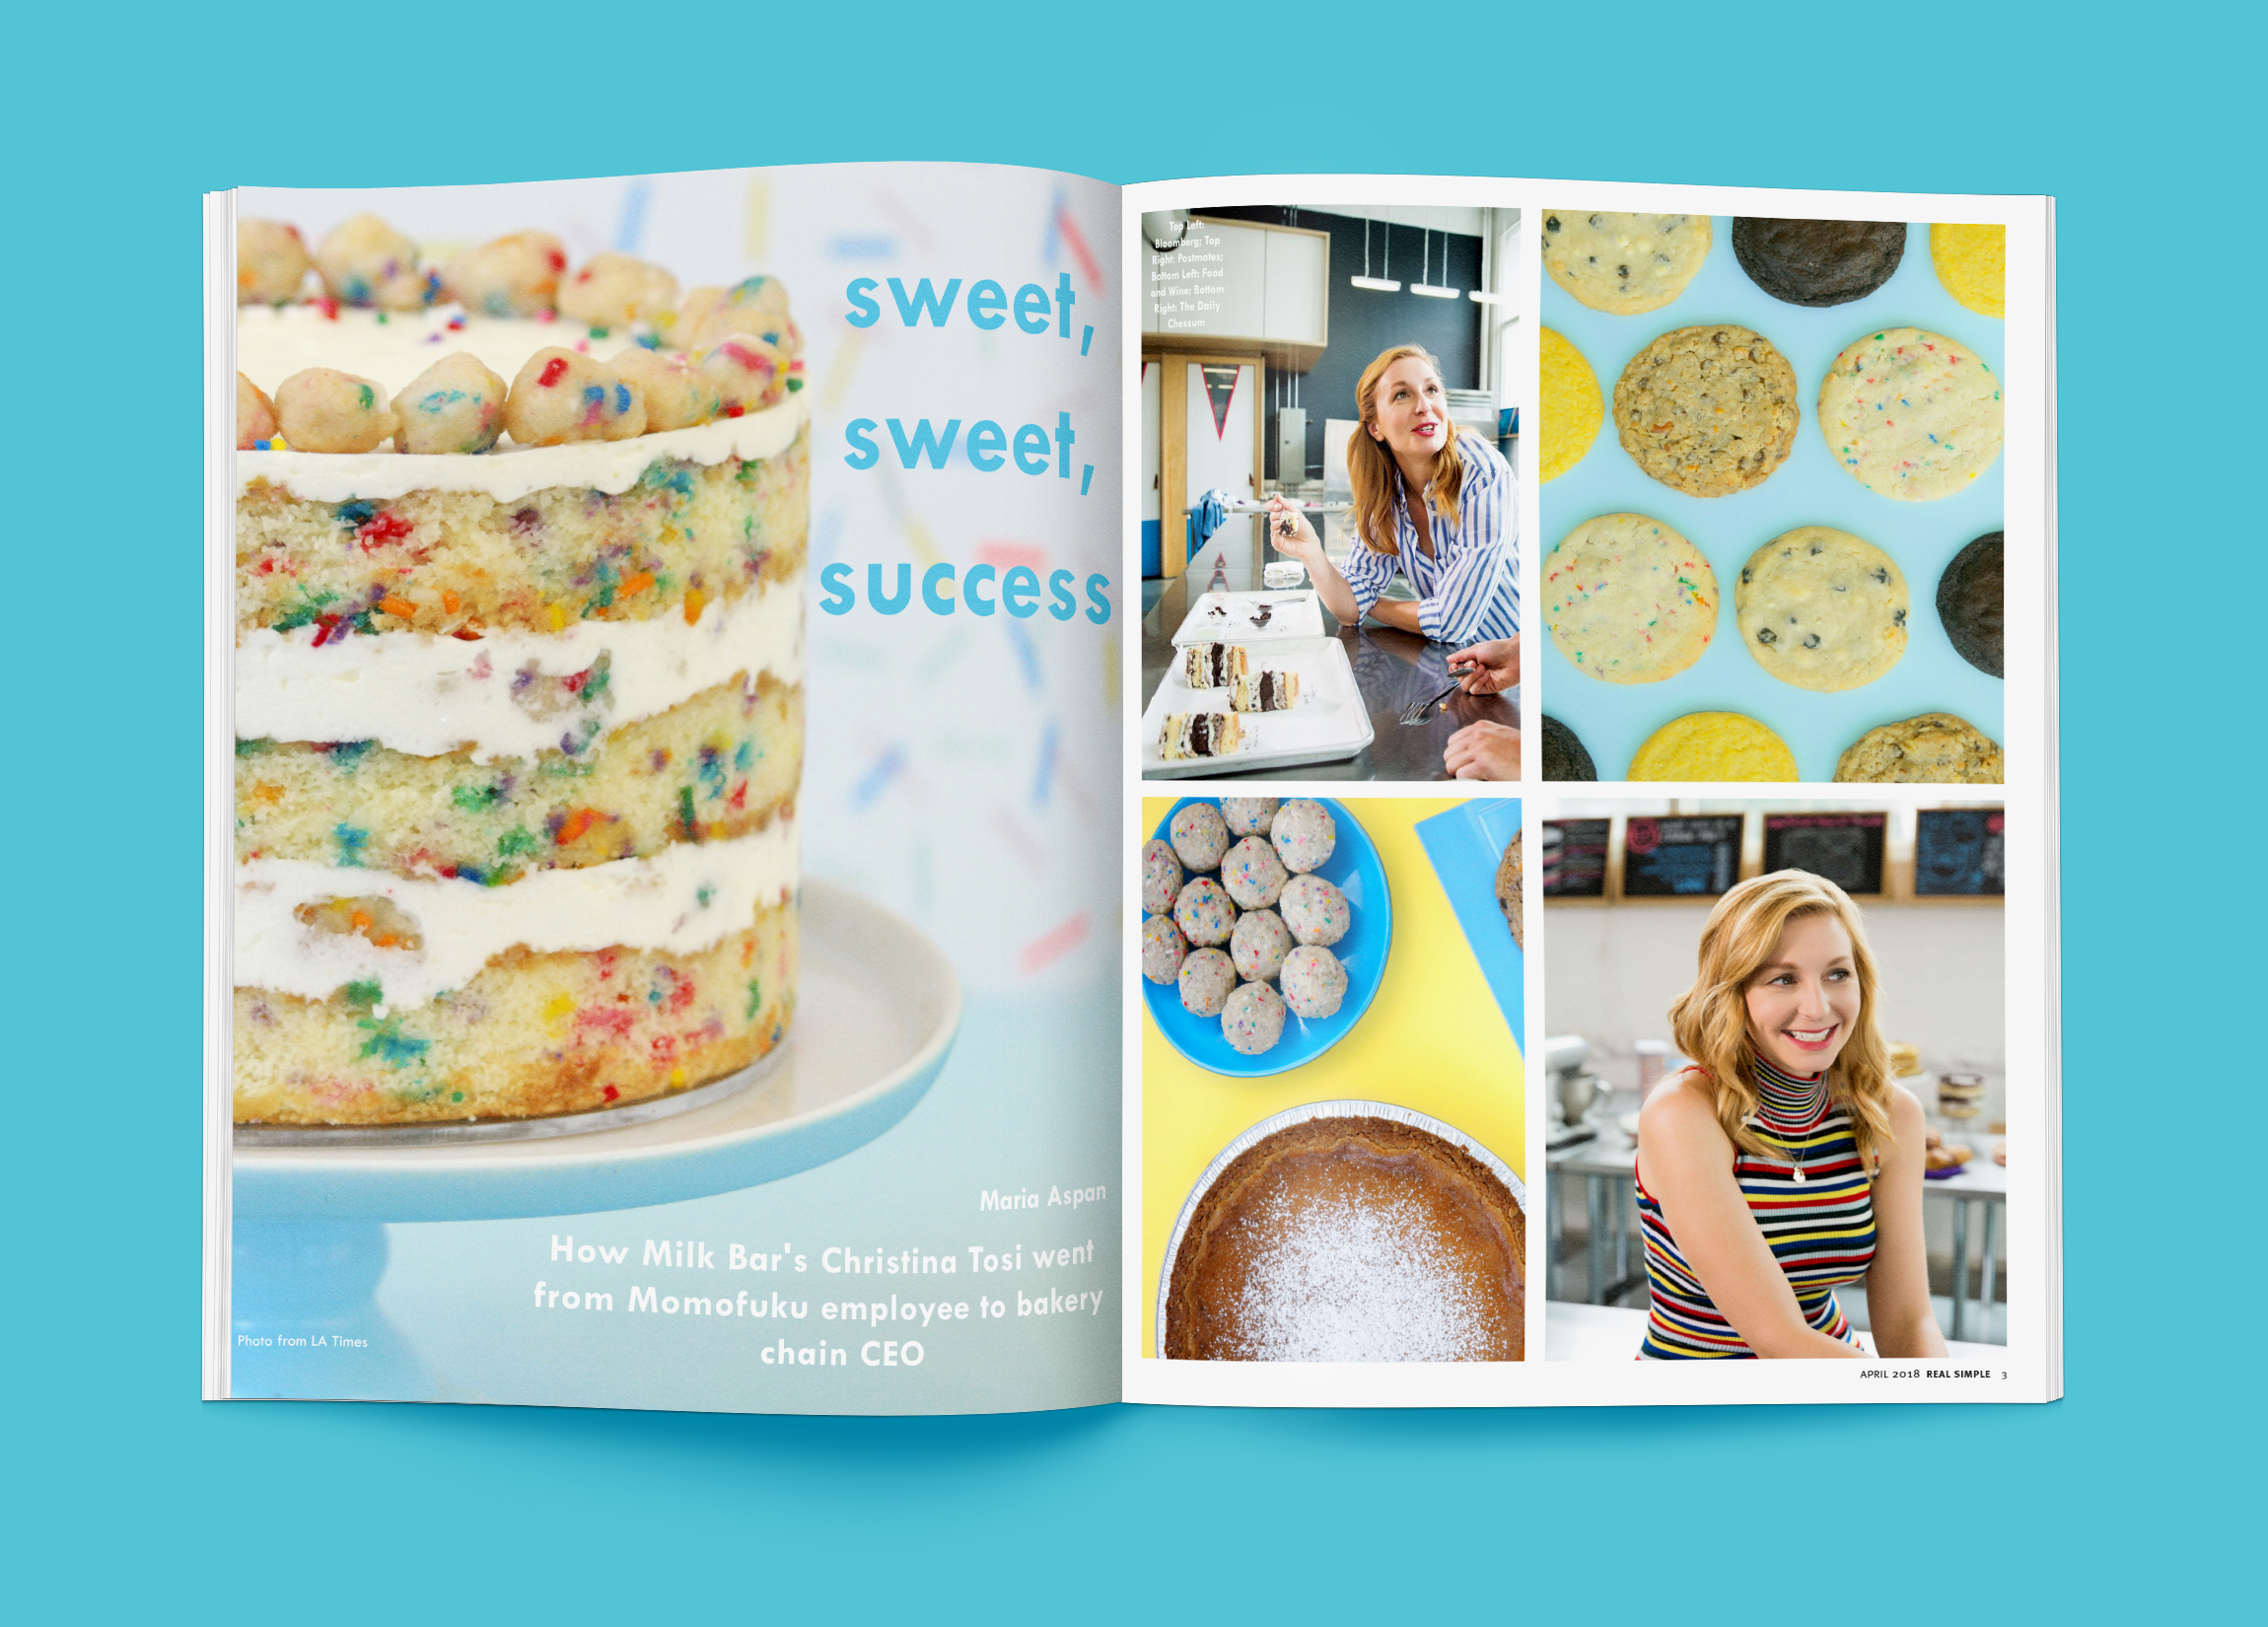 sweet,
sweet,
success
Maria Aspan
How Milk Bar's Christina Tosi went
from Momofuku employee to bakery
chain CEO
Photo from LA Times
Top Left:
Bloomberg; Top
Right: Postmates;
Bottom Left: Food
and Wine; Bottom
Right: The Daily
Chessum
APRIL 2018 REAL SIMPLE 3